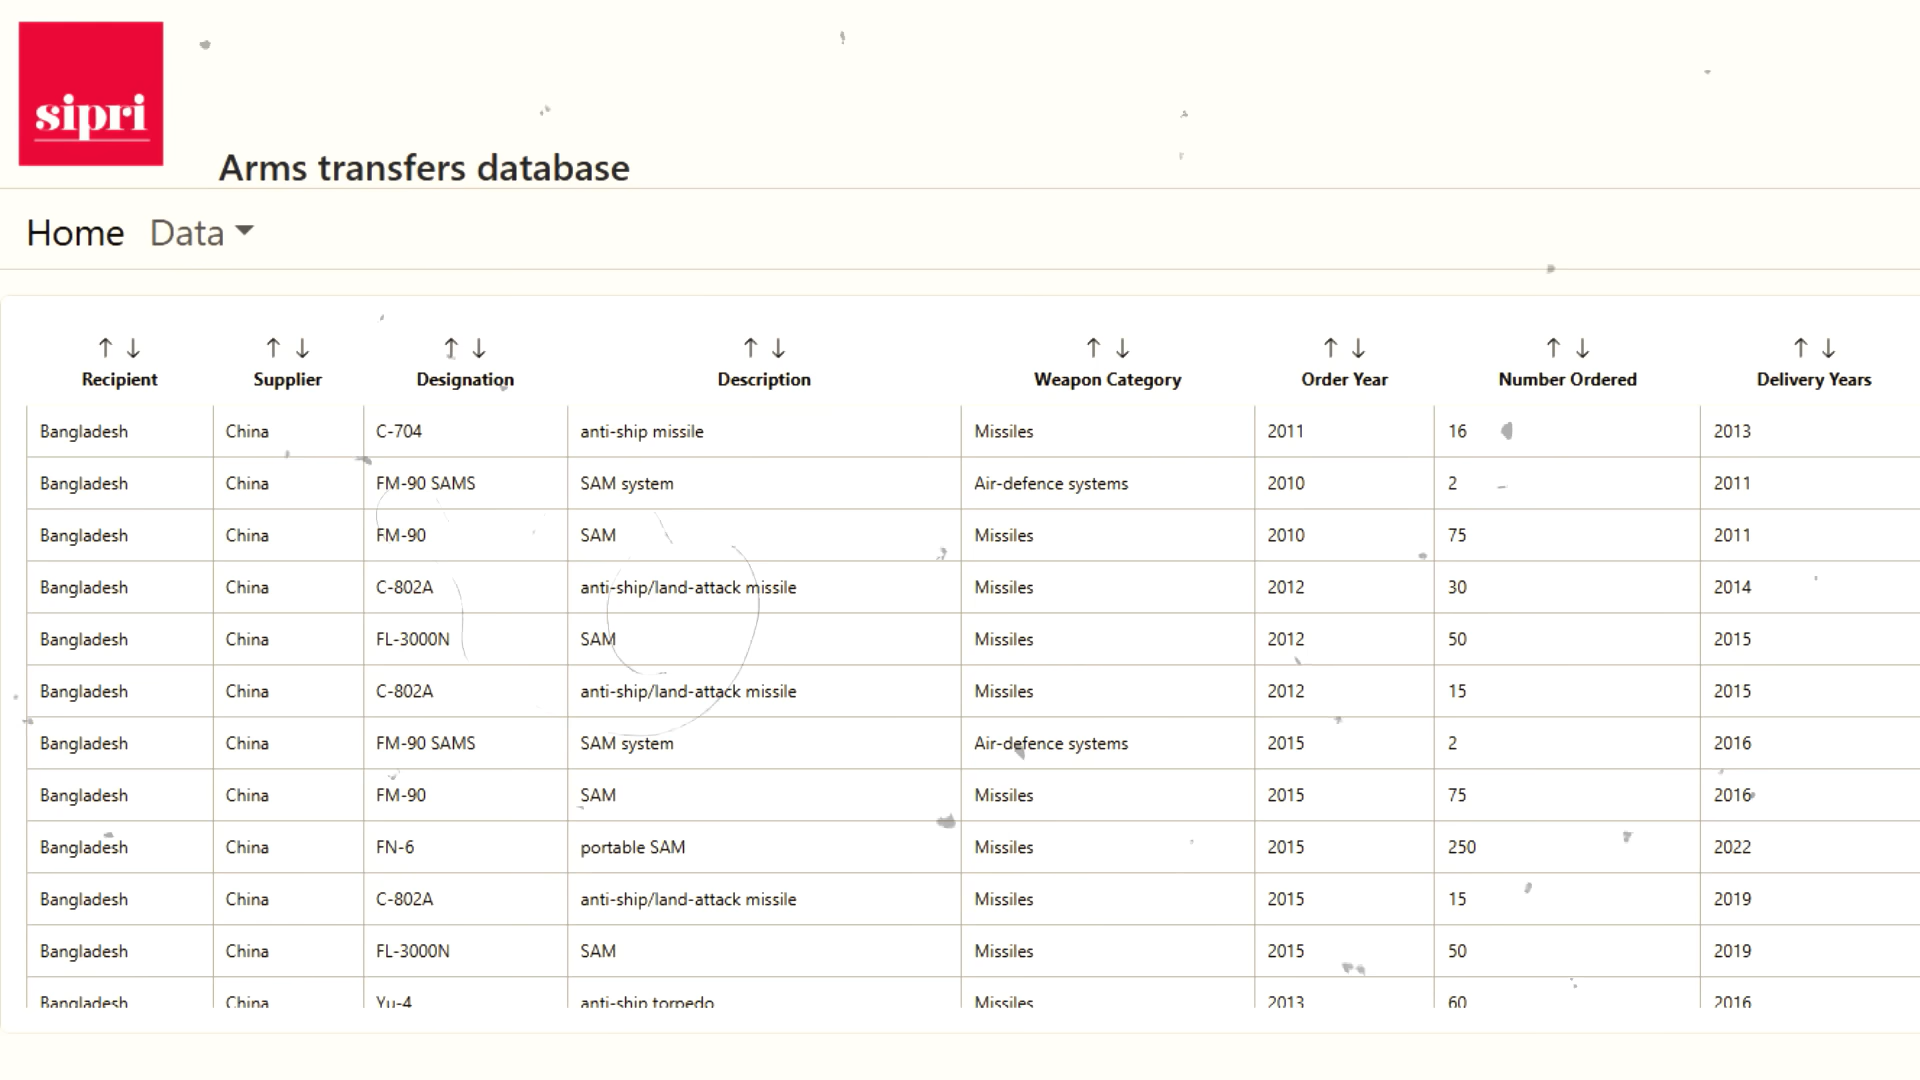 sipri
Arms transfers database
Home Data
↑ ↓ ↑ ↓ ↑ ↓ ↑ ↓ ↑ ↓ ↑ ↓ ↑ ↓ ↑ ↓
Recipient Supplier Designation Description Weapon Category Order Year Number Ordered Delivery Years
Bangladesh China C-704 anti-ship missile Missiles 2011 16 2013
Bangladesh China FM-90 SAMS SAM system Air-defence systems 2010 2 2011
Bangladesh China FM-90 SAM Missiles 2010 75 2011
Bangladesh China C-802A anti-ship/land-attack missile Missiles 2012 30 2014
Bangladesh China FL-3000N SAM Missiles 2012 50 2015
Bangladesh China C-802A anti-ship/land-attack missile Missiles 2012 15 2015
Bangladesh China FM-90 SAMS SAM system Air-defence systems 2015 2 2016
Bangladesh China FM-90 SAM Missiles 2015 75 2016
Bangladesh China FN-6 portable SAM Missiles 2015 250 2022
Bangladesh China C-802A anti-ship/land-attack missile Missiles 2015 15 2019
Bangladesh China FL-3000N SAM Missiles 2015 50 2019
Bangladesh China Yu-4 anti-ship torpedo Missiles 2013 60 2016